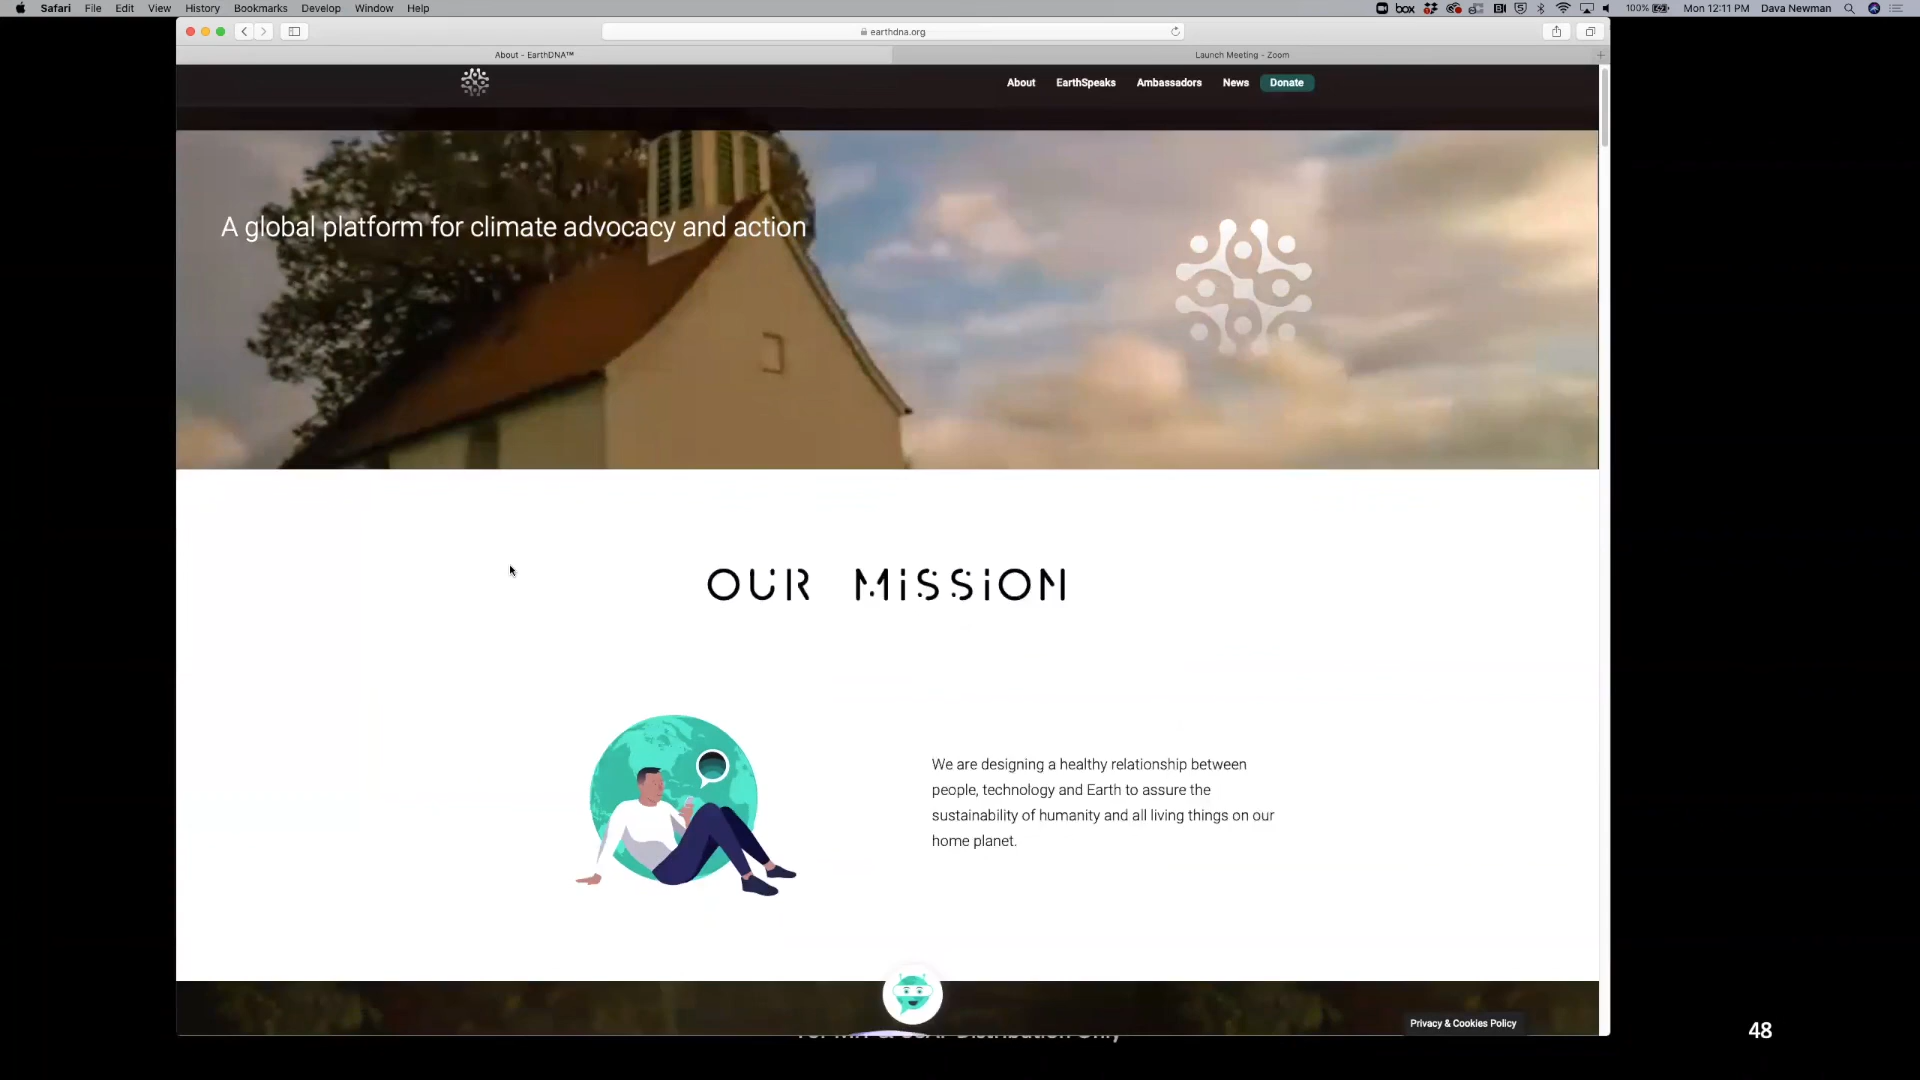 Safari File Edit View History Bookmarks Develop Window Help box 100% Mon 12:11 PM Dava Newman
earthdna.org
About - EarthDNA™ Launch Meeting - Zoom
About EarthSpeaks Ambassadors News Donate
A global platform for climate advocacy and action
OUR MISSION
We are designing a healthy relationship between
people, technology and Earth to assure the
sustainability of humanity and all living things on our
home planet.
Privacy & Cookies Policy
Distribution Only
48